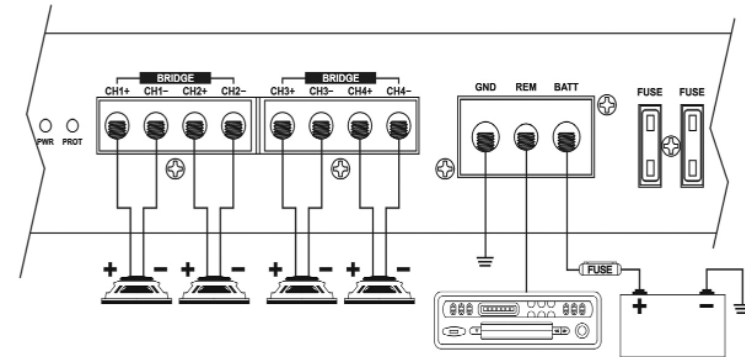 BRIDGE BRIDGE
CH1+ CH1− CH2+ CH2− CH3+ CH3− CH4+ CH4− GND REM BATT FUSE FUSE
PWR PROT
+ − + − + − + −
FUSE
+ −